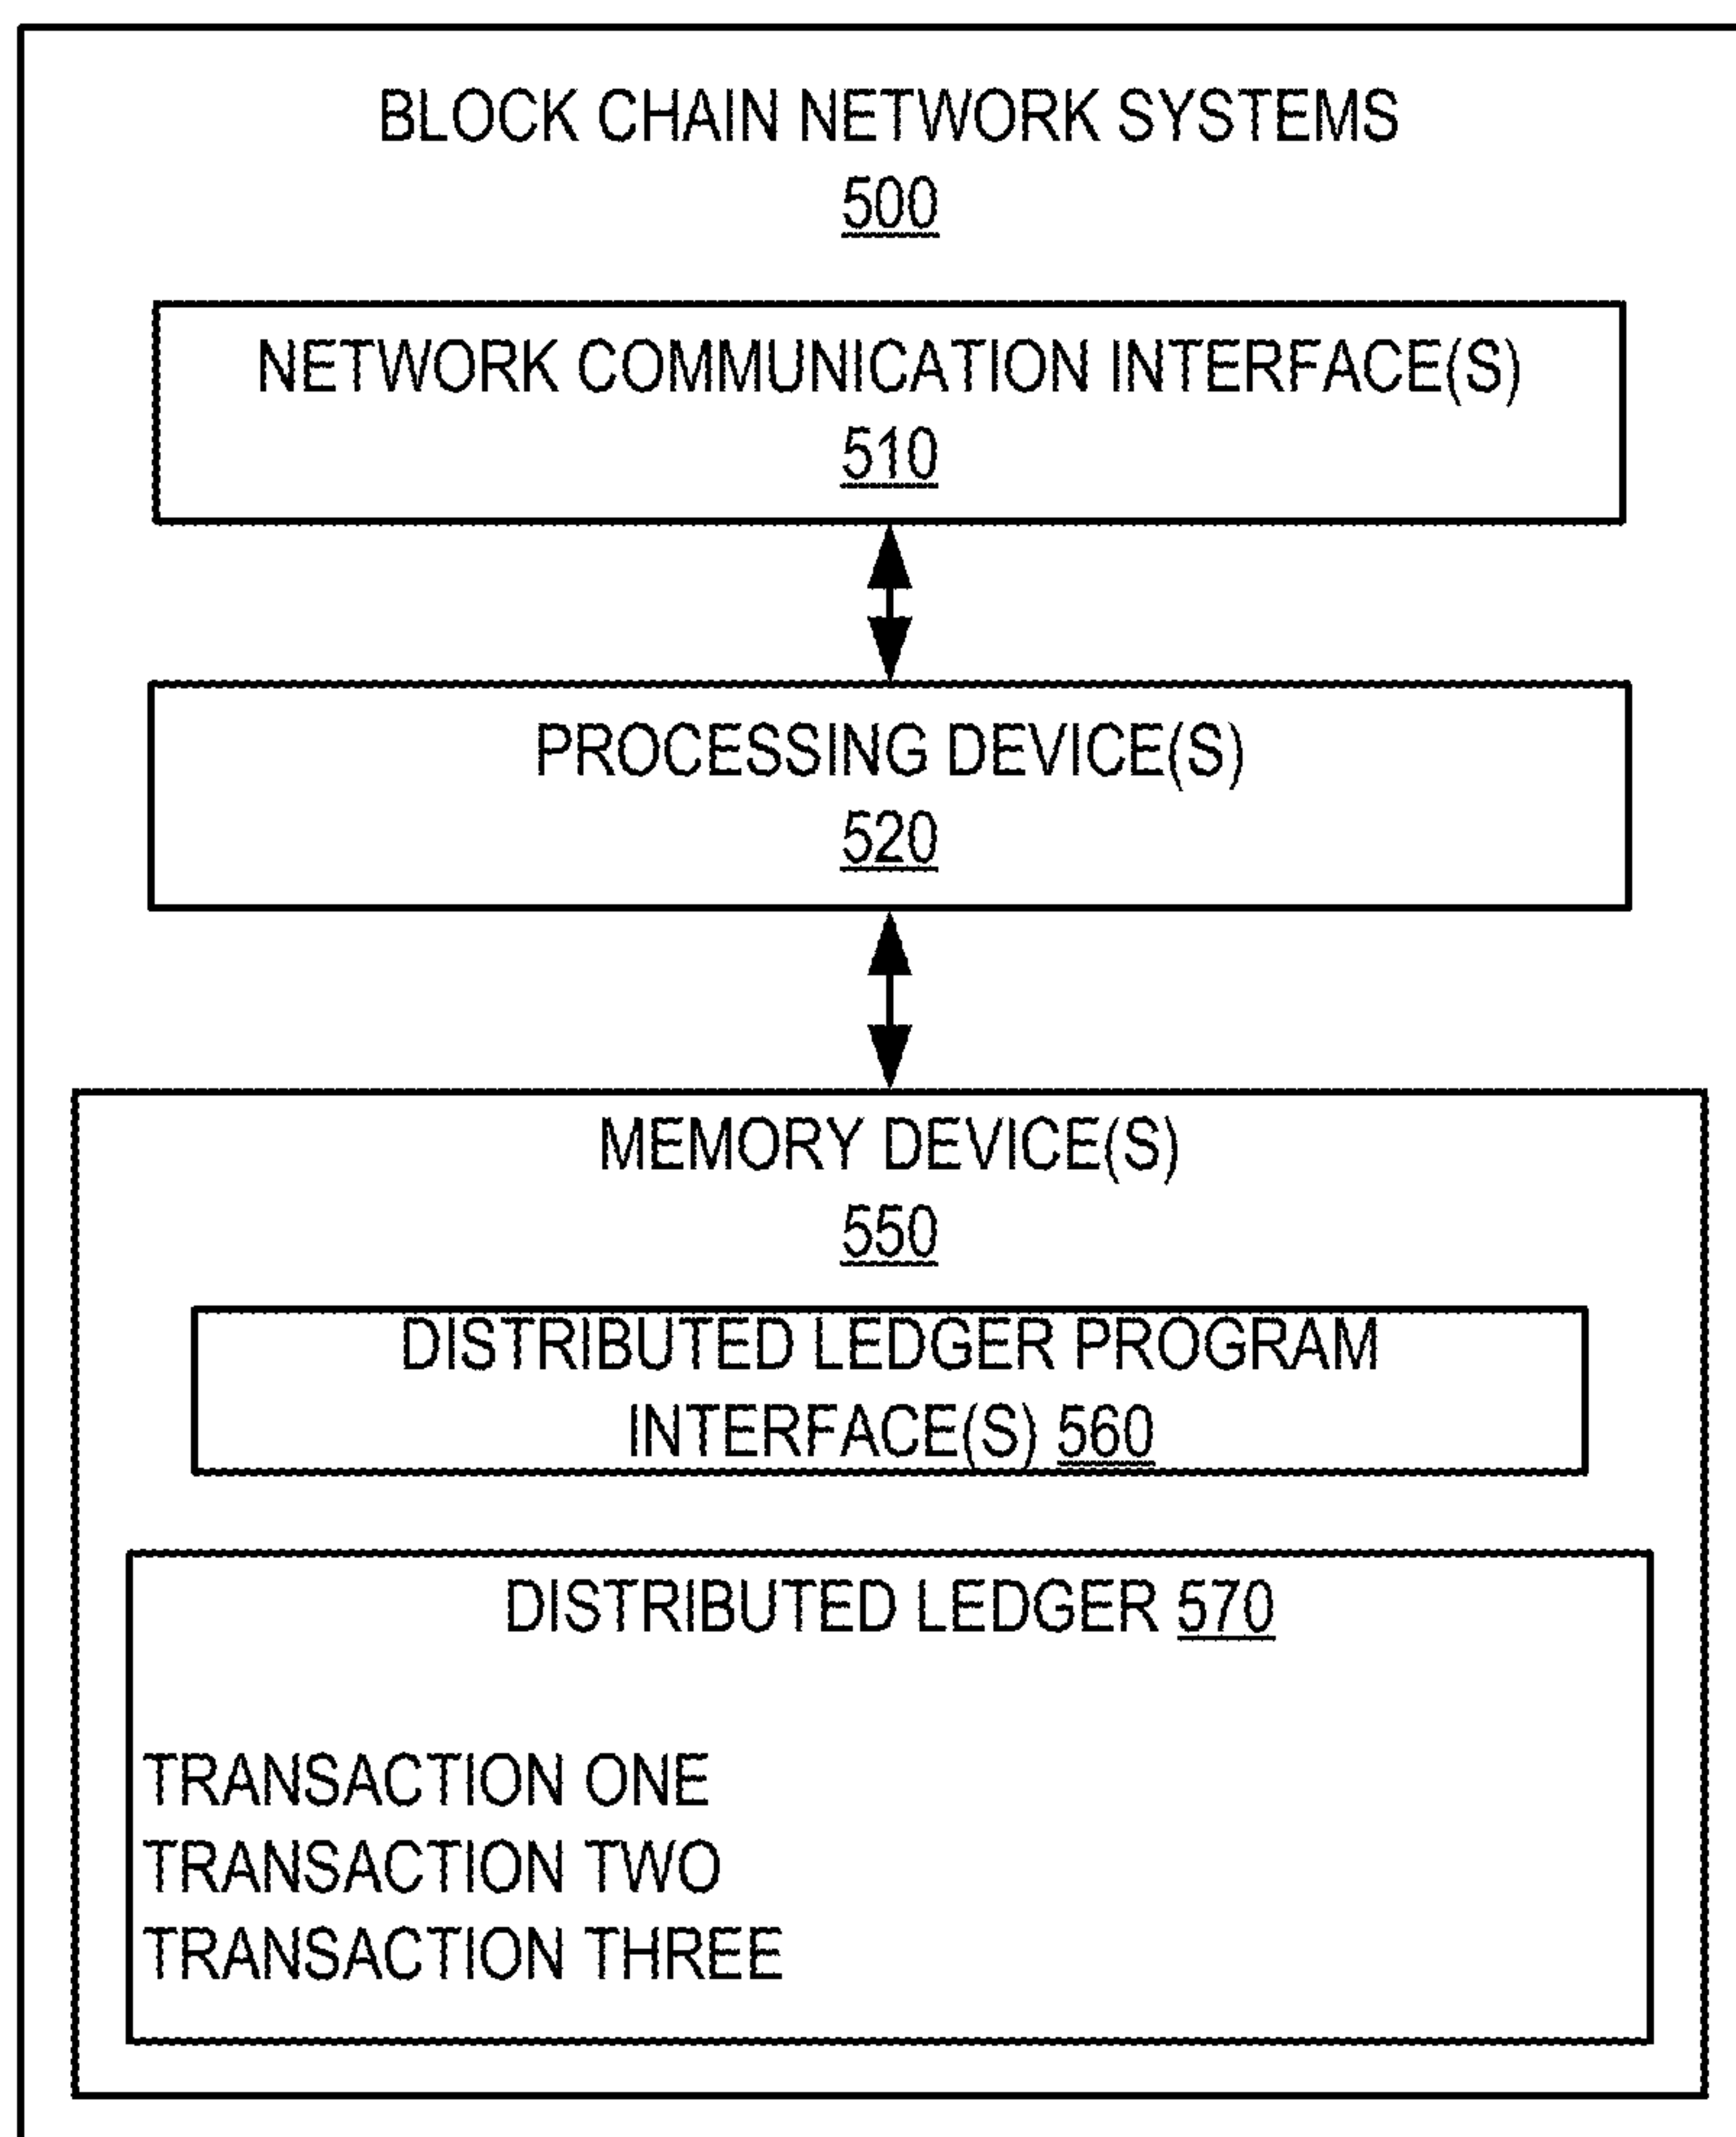 BLOCK CHAIN NETWORK SYSTEMS
500
NETWORK COMMUNICATION INTERFACE(S)
510
PROCESSING DEVICE(S)
520
MEMORY DEVICE(S)
550
DISTRIBUTED LEDGER PROGRAM
INTERFACE(S) 560
DISTRIBUTED LEDGER 570
TRANSACTION ONE
TRANSACTION TWO
TRANSACTION THREE